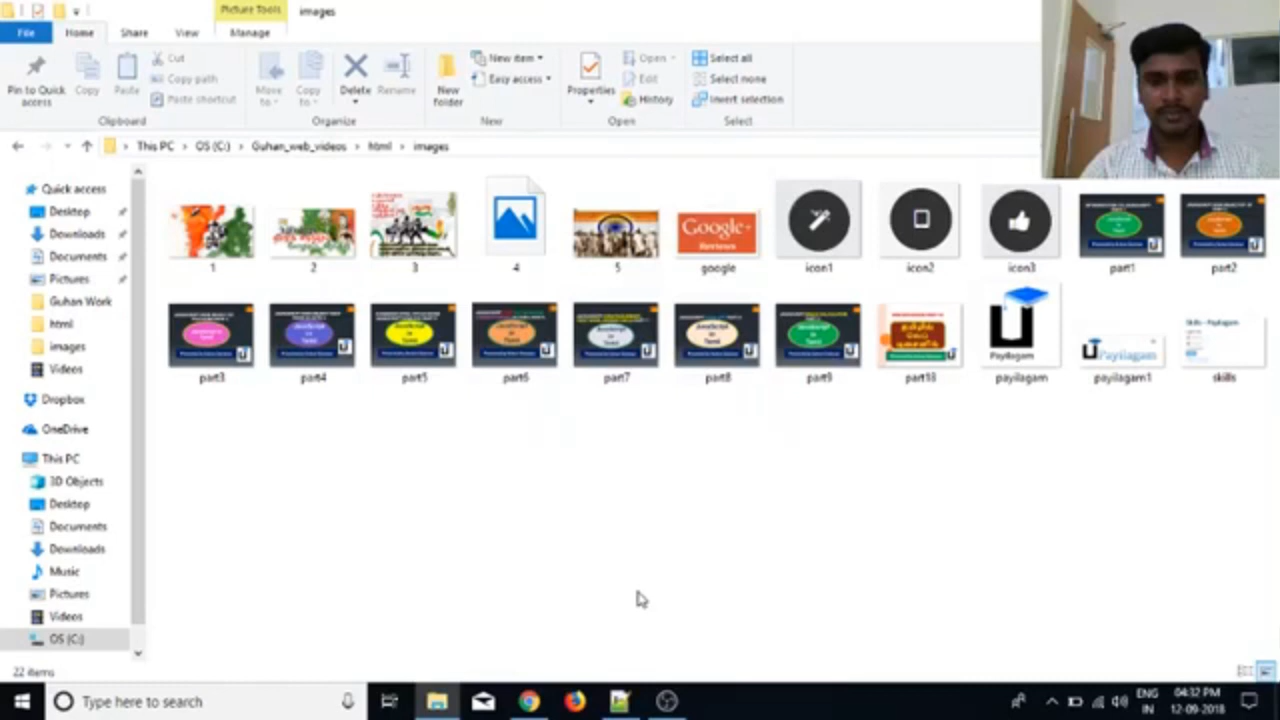 Picture Tools images
File Home Share View Manage
Pin to Quick access
Copy
Paste
Cut
Copy path
Paste shortcut
Clipboard
Move to
Copy to
Delete
Rename
Organize
New folder
New item
Easy access
New
Properties
Open
Edit
History
Open
Select all
Select none
Invert selection
Select
This PC > OS (C:) > Guhan_web_videos > html > images
Quick access
Desktop
Downloads
Documents
Pictures
Guhan Work
html
images
Videos
Dropbox
OneDrive
This PC
3D Objects
Desktop
Documents
Downloads
Music
Pictures
Videos
OS (C:)
Google+
Reviews
1 2 3 4 5 google icon1 icon2 icon3 part1 part2
Payilagam
Payilagam
part3 part4 part5 part6 part7 part8 part9 part10 payilagam payilagam1 skills
22 items
Type here to search
ENG
IN
04:32 PM
12-09-2018